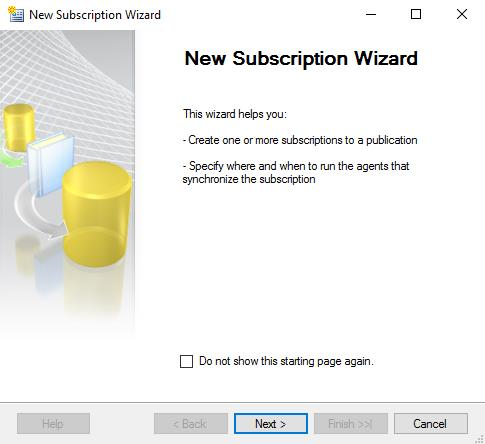 New Subscription Wizard
New Subscription Wizard
This wizard helps you:
- Create one or more subscriptions to a publication
- Specify where and when to run the agents that
synchronize the subscription
Do not show this starting page again.
Help
< Back
Next >
Finish >>|
Cancel